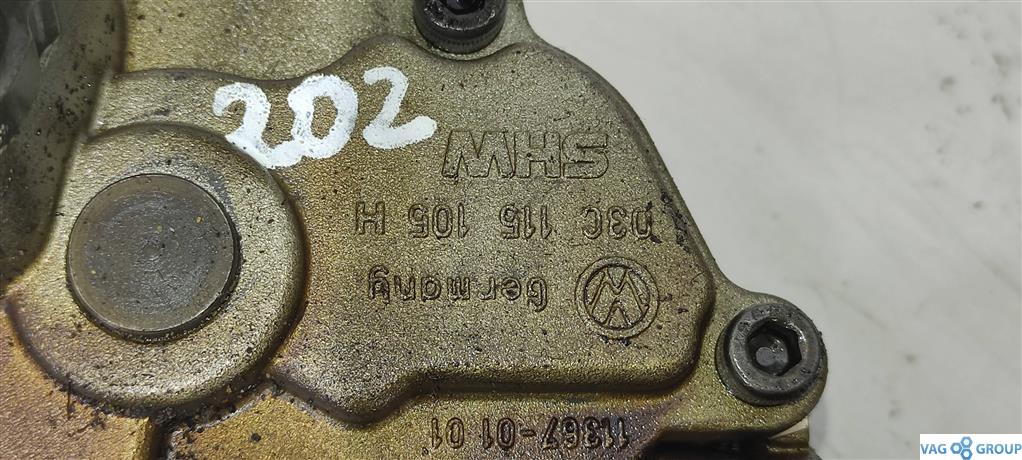 202
SHW
03C 115 105 H
Germany
11367-01 01
VAG GROUP